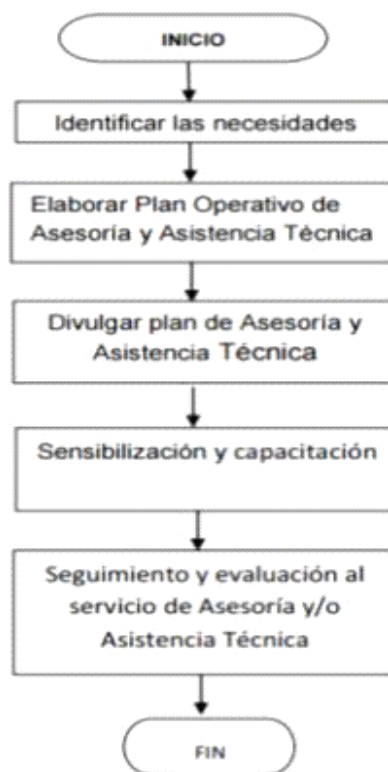 INICIO
Identificar las necesidades
Elaborar Plan Operativo de
Asesoría y Asistencia Técnica
Divulgar plan de Asesoría y
Asistencia Técnica
Sensibilización y capacitación
Seguimiento y evaluación al
servicio de Asesoría y/o
Asistencia Técnica
FIN